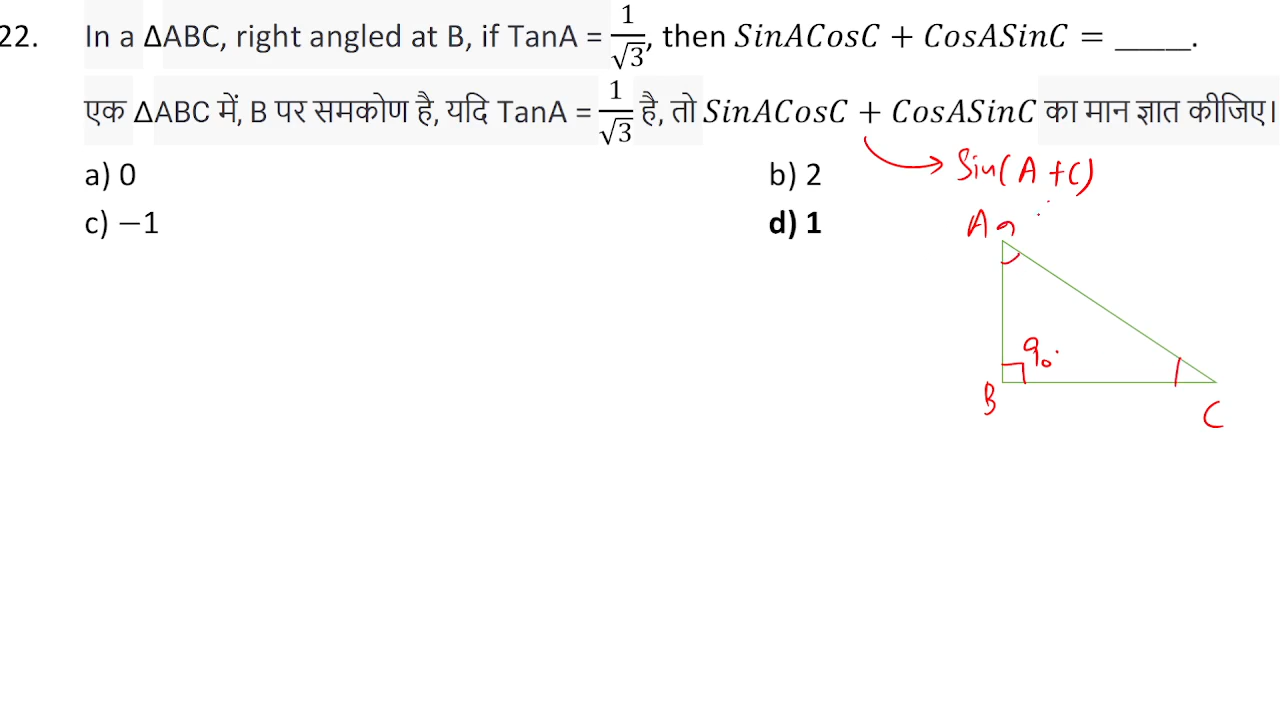 22. In a ΔABC, right angled at B, if TanA = 1/√3, then SinACosC + CosASinC = _____.
एक ΔABC में, B पर समकोण है, यदि TanA = 1/√3 है, तो SinACosC + CosASinC का मान ज्ञात कीजिए।
a) 0 b) 2
Sin(A+C)
c) −1 d) 1
A
90°
B
C